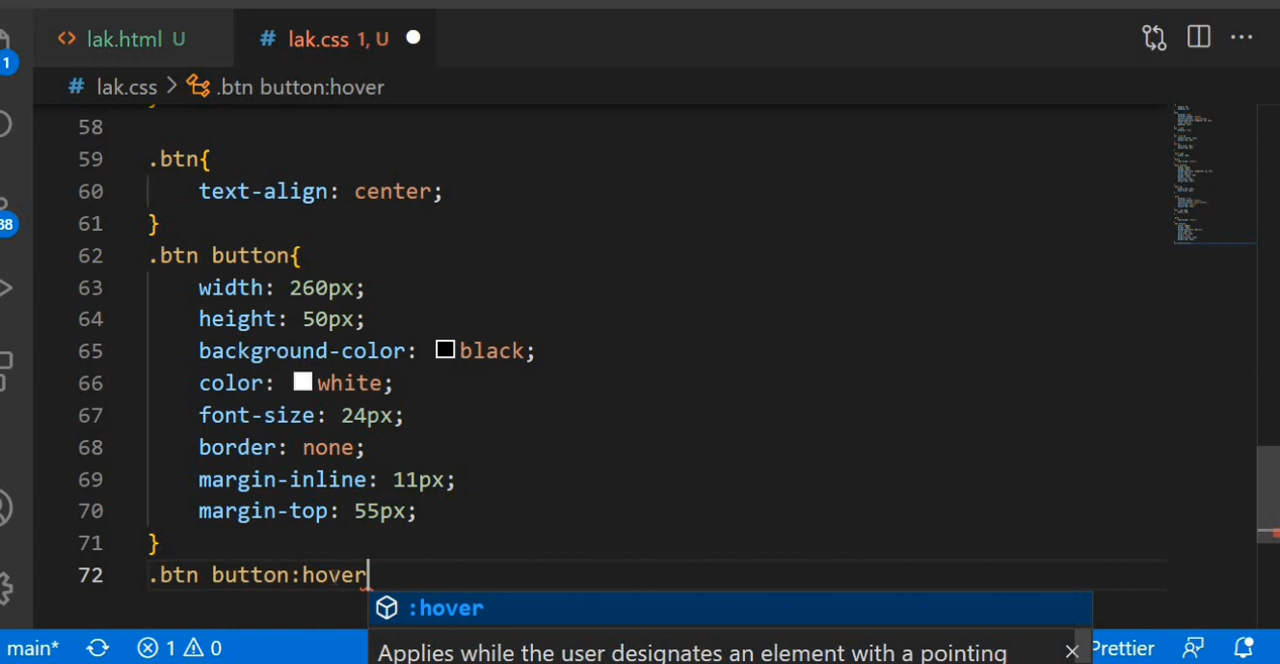 <> lak.html U
# lak.css 1, U
# lak.css > .btn button:hover
58
59 .btn{
60 text-align: center;
61 }
62 .btn button{
63 width: 260px;
64 height: 50px;
65 background-color: black;
66 color: white;
67 font-size: 24px;
68 border: none;
69 margin-inline: 11px;
70 margin-top: 55px;
71 }
72 .btn button:hover
:hover
Applies while the user designates an element with a pointing
1
38
main* 1 0
Prettier